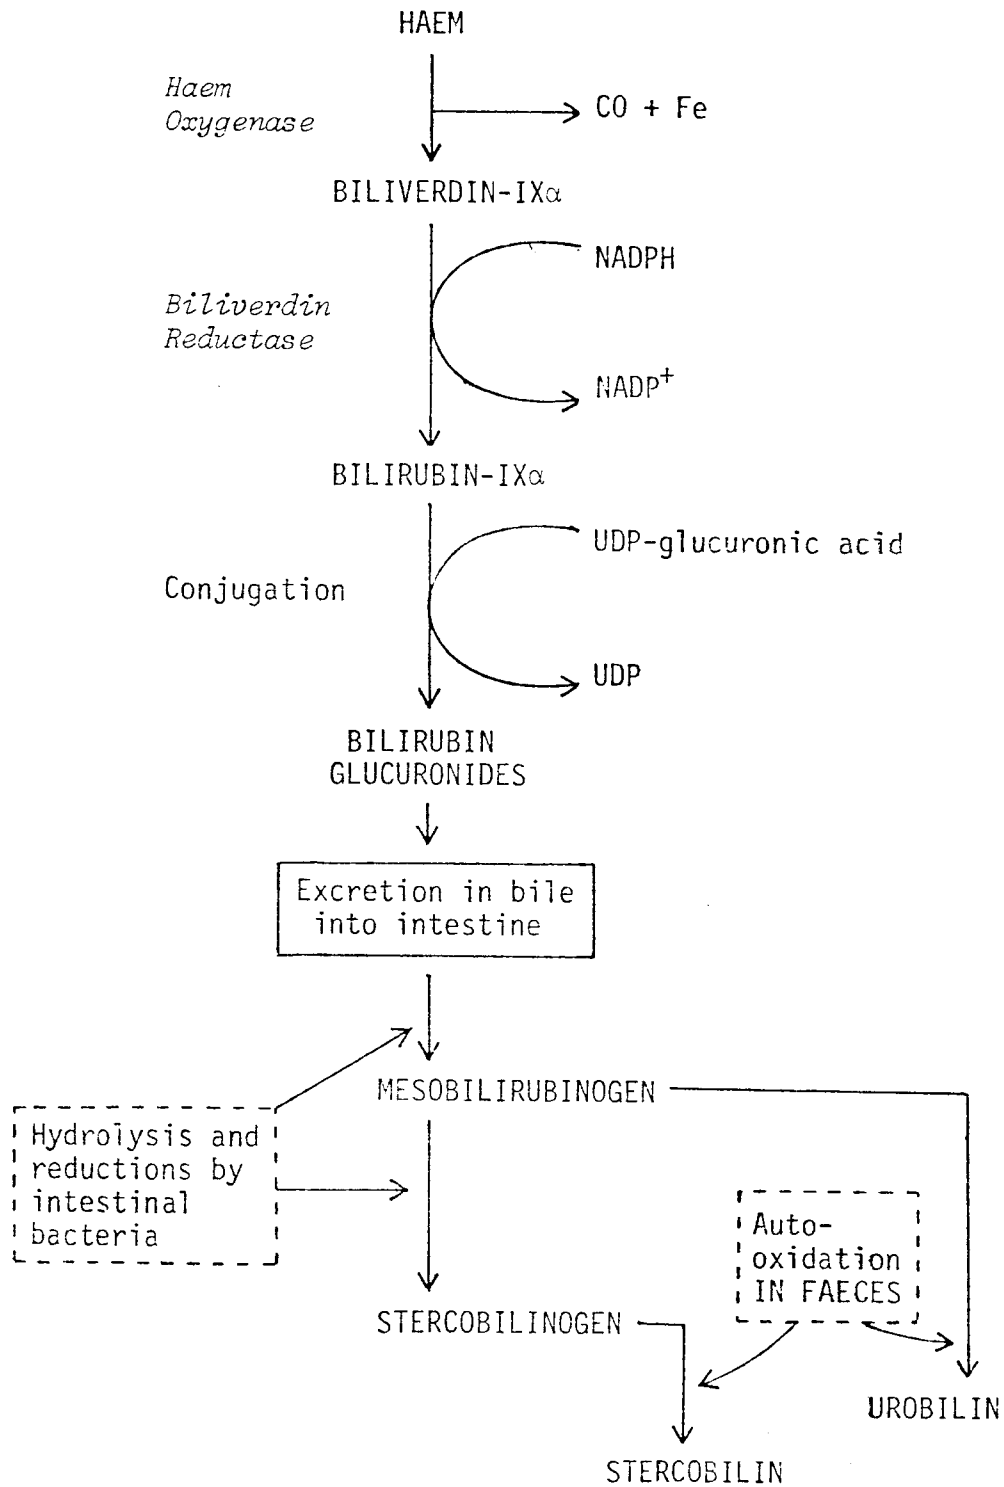 HAEM
Haem
Oxygenase
CO + Fe
BILIVERDIN-IXα
NADPH
Biliverdin
Reductase
NADP⁺
BILIRUBIN-IXα
UDP-glucuronic acid
Conjugation
UDP
BILIRUBIN
GLUCURONIDES
Excretion in bile
into intestine
MESOBILIRUBINOGEN
Hydrolysis and
reductions by
intestinal
bacteria
Auto-
oxidation
IN FAECES
STERCOBILINOGEN
UROBILIN
STERCOBILIN